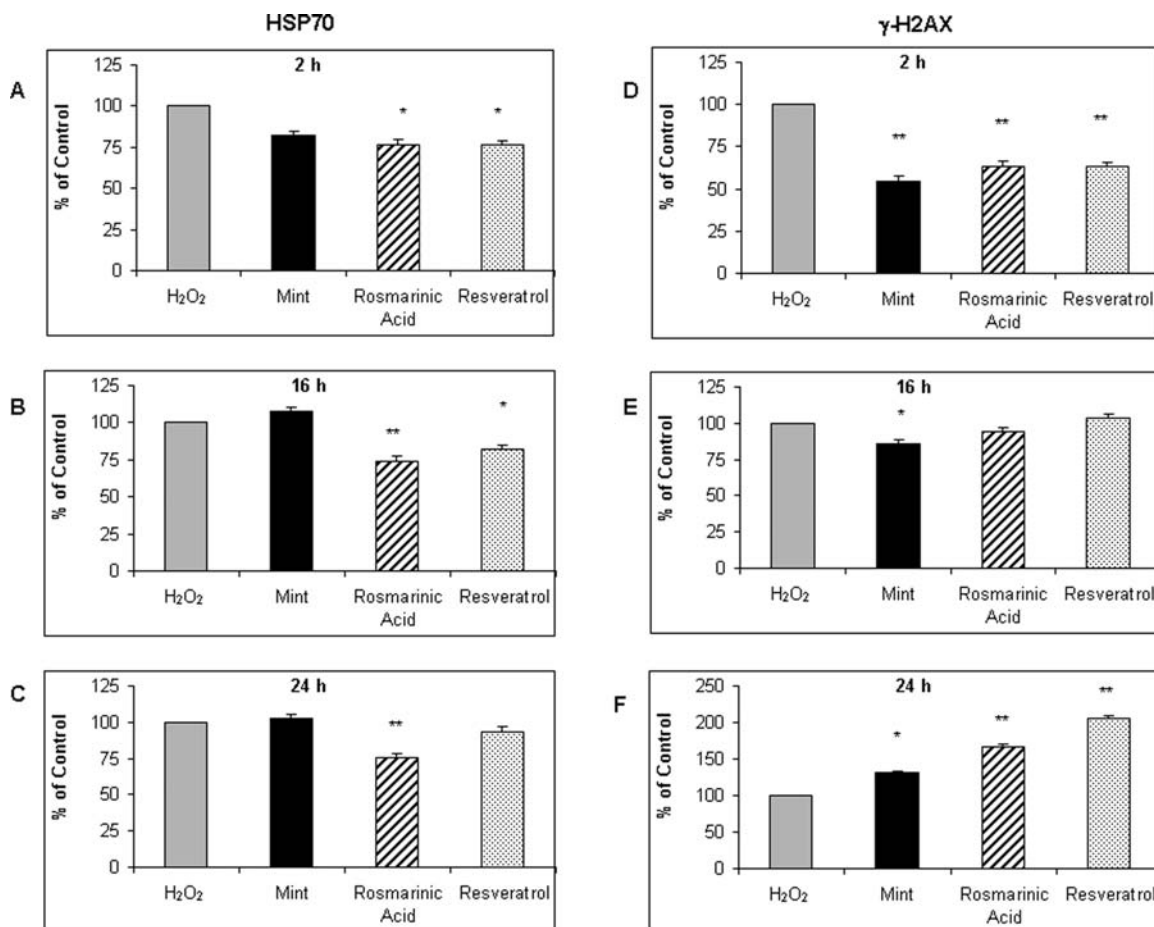 HSP70
γ-H2AX
A
2 h
% of Control
125
100
75
50
25
0
H₂O₂ Mint Rosmarinic Acid Resveratrol
* *
D
2 h
% of Control
125
100
75
50
25
0
H₂O₂ Mint Rosmarinic Acid Resveratrol
** ** **
B
16 h
% of Control
125
100
75
50
25
0
H₂O₂ Mint Rosmarinic Acid Resveratrol
** *
E
16 h
% of Control
125
100
75
50
25
0
H₂O₂ Mint Rosmarinic Acid Resveratrol
*
C
24 h
% of Control
125
100
75
50
25
0
H₂O₂ Mint Rosmarinic Acid Resveratrol
**
F
24 h
% of Control
250
200
150
100
50
0
H₂O₂ Mint Rosmarinic Acid Resveratrol
* ** **